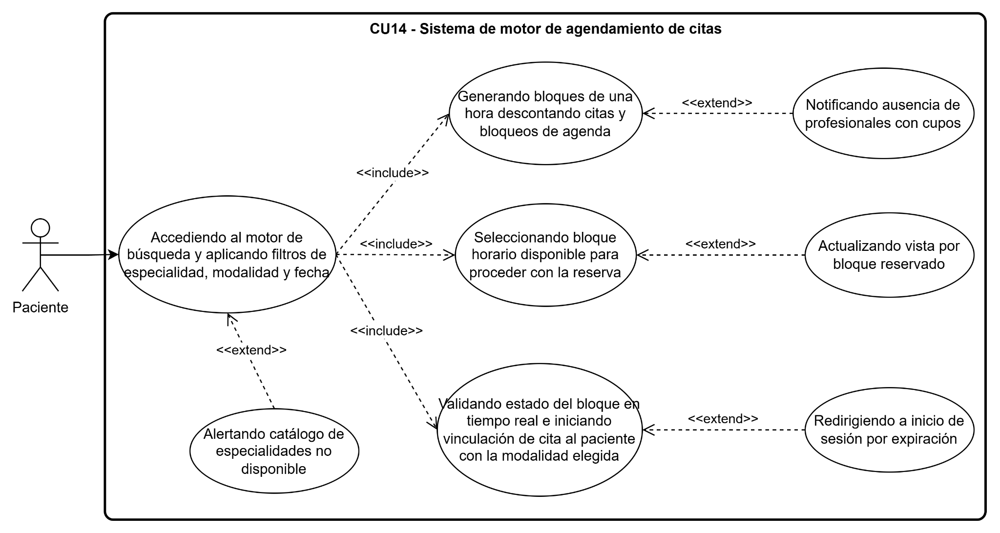 CU14 - Sistema de motor de agendamiento de citas
Generando bloques de una
hora descontando citas y
bloqueos de agenda
<<extend>>
Notificando ausencia de
profesionales con cupos
<<include>>
Accediendo al motor de
búsqueda y aplicando filtros de
especialidad, modalidad y fecha
<<include>>
Seleccionando bloque
horario disponible para
proceder con la reserva
<<extend>>
Actualizando vista por
bloque reservado
Paciente
<<include>>
<<extend>>
Alertando catálogo de
especialidades no
disponible
Validando estado del bloque en
tiempo real e iniciando
vinculación de cita al paciente
con la modalidad elegida
<<extend>>
Redirigiendo a inicio de
sesión por expiración